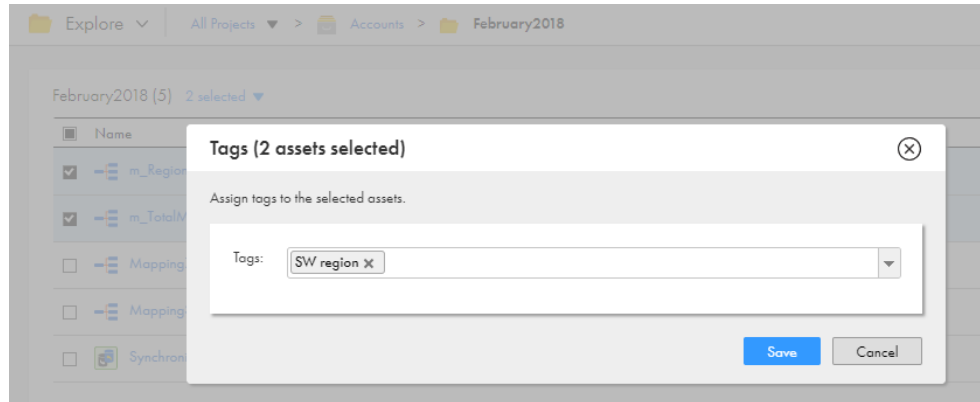 Explore All Projects > Accounts > February2018
February2018 (5) 2 selected
Name
Tags (2 assets selected)
m_Region
Assign tags to the selected assets.
m_TotalM
Tags: SW region
Mapping
Mapping
Save Cancel
Synchron